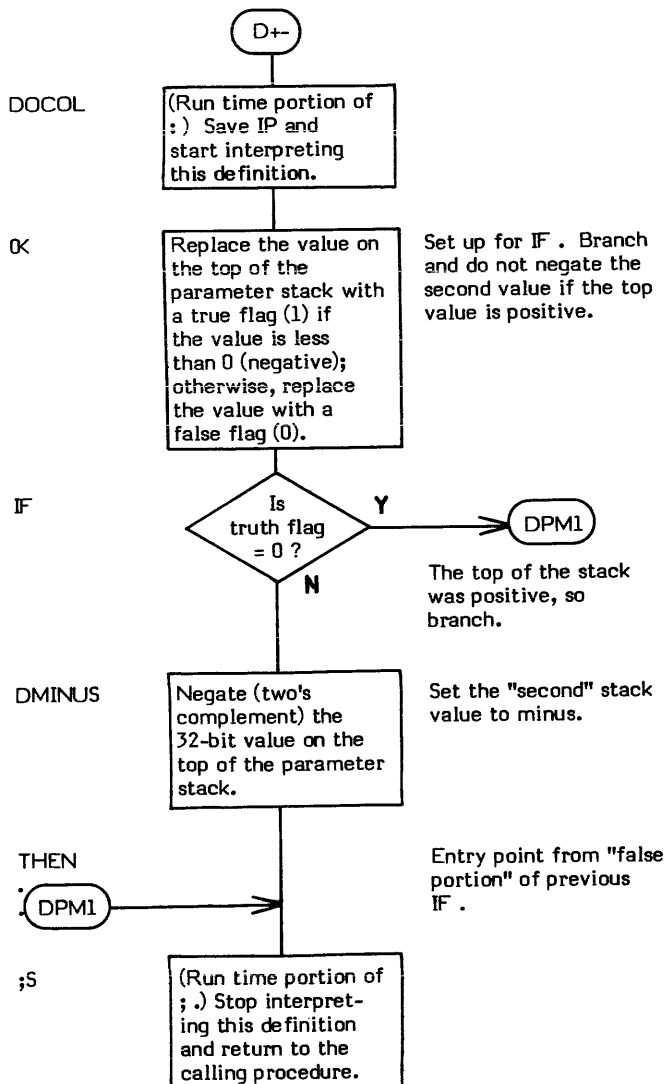 D+-
DOCOL
(Run time portion of
: ) Save IP and
start interpreting
this definition.
0<
Replace the value on
the top of the
parameter stack with
a true flag (1) if
the value is less
than 0 (negative);
otherwise, replace
the value with a
false flag (0).
Set up for IF . Branch
and do not negate the
second value if the top
value is positive.
IF
Is
truth flag
= 0 ?
Y
DPM1
N
The top of the stack
was positive, so
branch.
DMINUS
Negate (two's
complement) the
32-bit value on the
top of the parameter
stack.
Set the "second" stack
value to minus.
THEN
:
DPM1
Entry point from "false
portion" of previous
IF .
;S
(Run time portion of
; .) Stop interpret-
ing this definition
and return to the
calling procedure.